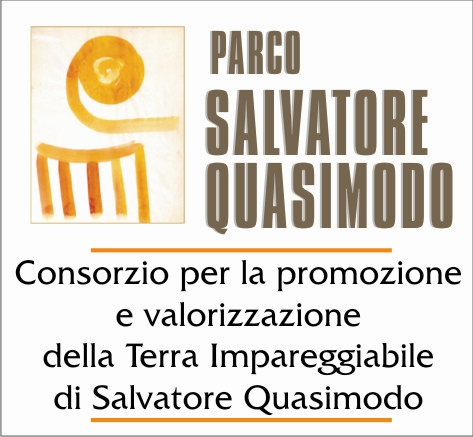 PARCO
SALVATORE
QUASIMODO
Consorzio per la promozione
e valorizzazione
della Terra Impareggiabile
di Salvatore Quasimodo